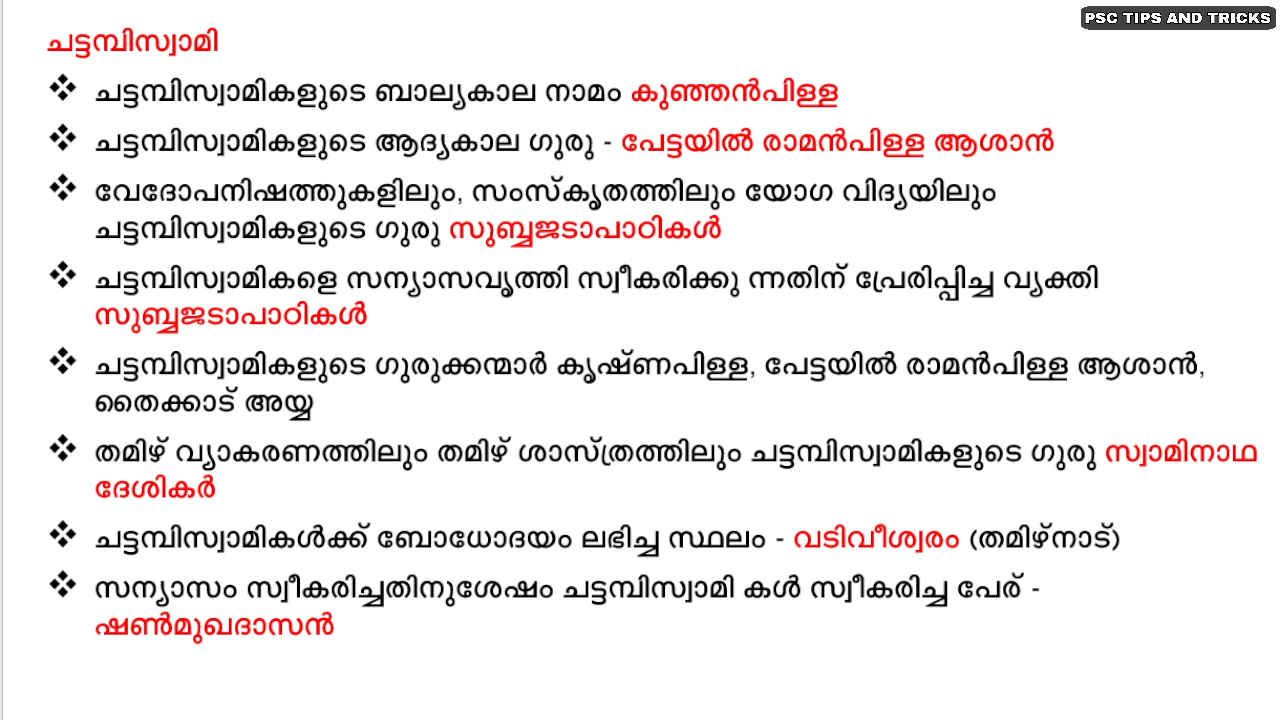 PSC TIPS AND TRICKS
ചട്ടമ്പിസ്വാമി
❖ ചട്ടമ്പിസ്വാമികളുടെ ബാല്യകാല നാമം കുഞ്ഞൻപിള്ള
❖ ചട്ടമ്പിസ്വാമികളുടെ ആദ്യകാല ഗുരു - പേട്ടയിൽ രാമൻപിള്ള ആശാൻ
❖ വേദോപനിഷത്തുകളിലും, സംസ്കൃതത്തിലും യോഗ വിദ്യയിലും
ചട്ടമ്പിസ്വാമികളുടെ ഗുരു സുബ്ബജടാപാഠികൾ
❖ ചട്ടമ്പിസ്വാമികളെ സന്യാസവൃത്തി സ്വീകരിക്കു ന്നതിന് പ്രേരിപ്പിച്ച വ്യക്തി
സുബ്ബജടാപാഠികൾ
❖ ചട്ടമ്പിസ്വാമികളുടെ ഗുരുക്കന്മാർ കൃഷ്ണപിള്ള, പേട്ടയിൽ രാമൻപിള്ള ആശാൻ,
തൈക്കാട് അയ്യ
❖ തമിഴ് വ്യാകരണത്തിലും തമിഴ് ശാസ്ത്രത്തിലും ചട്ടമ്പിസ്വാമികളുടെ ഗുരു സ്വാമിനാഥ
ദേശികർ
❖ ചട്ടമ്പിസ്വാമികൾക്ക് ബോധോദയം ലഭിച്ച സ്ഥലം - വടിവീശ്വരം (തമിഴ്നാട്)
❖ സന്യാസം സ്വീകരിച്ചതിനുശേഷം ചട്ടമ്പിസ്വാമി കൾ സ്വീകരിച്ച പേര് -
ഷൺമുഖദാസൻ